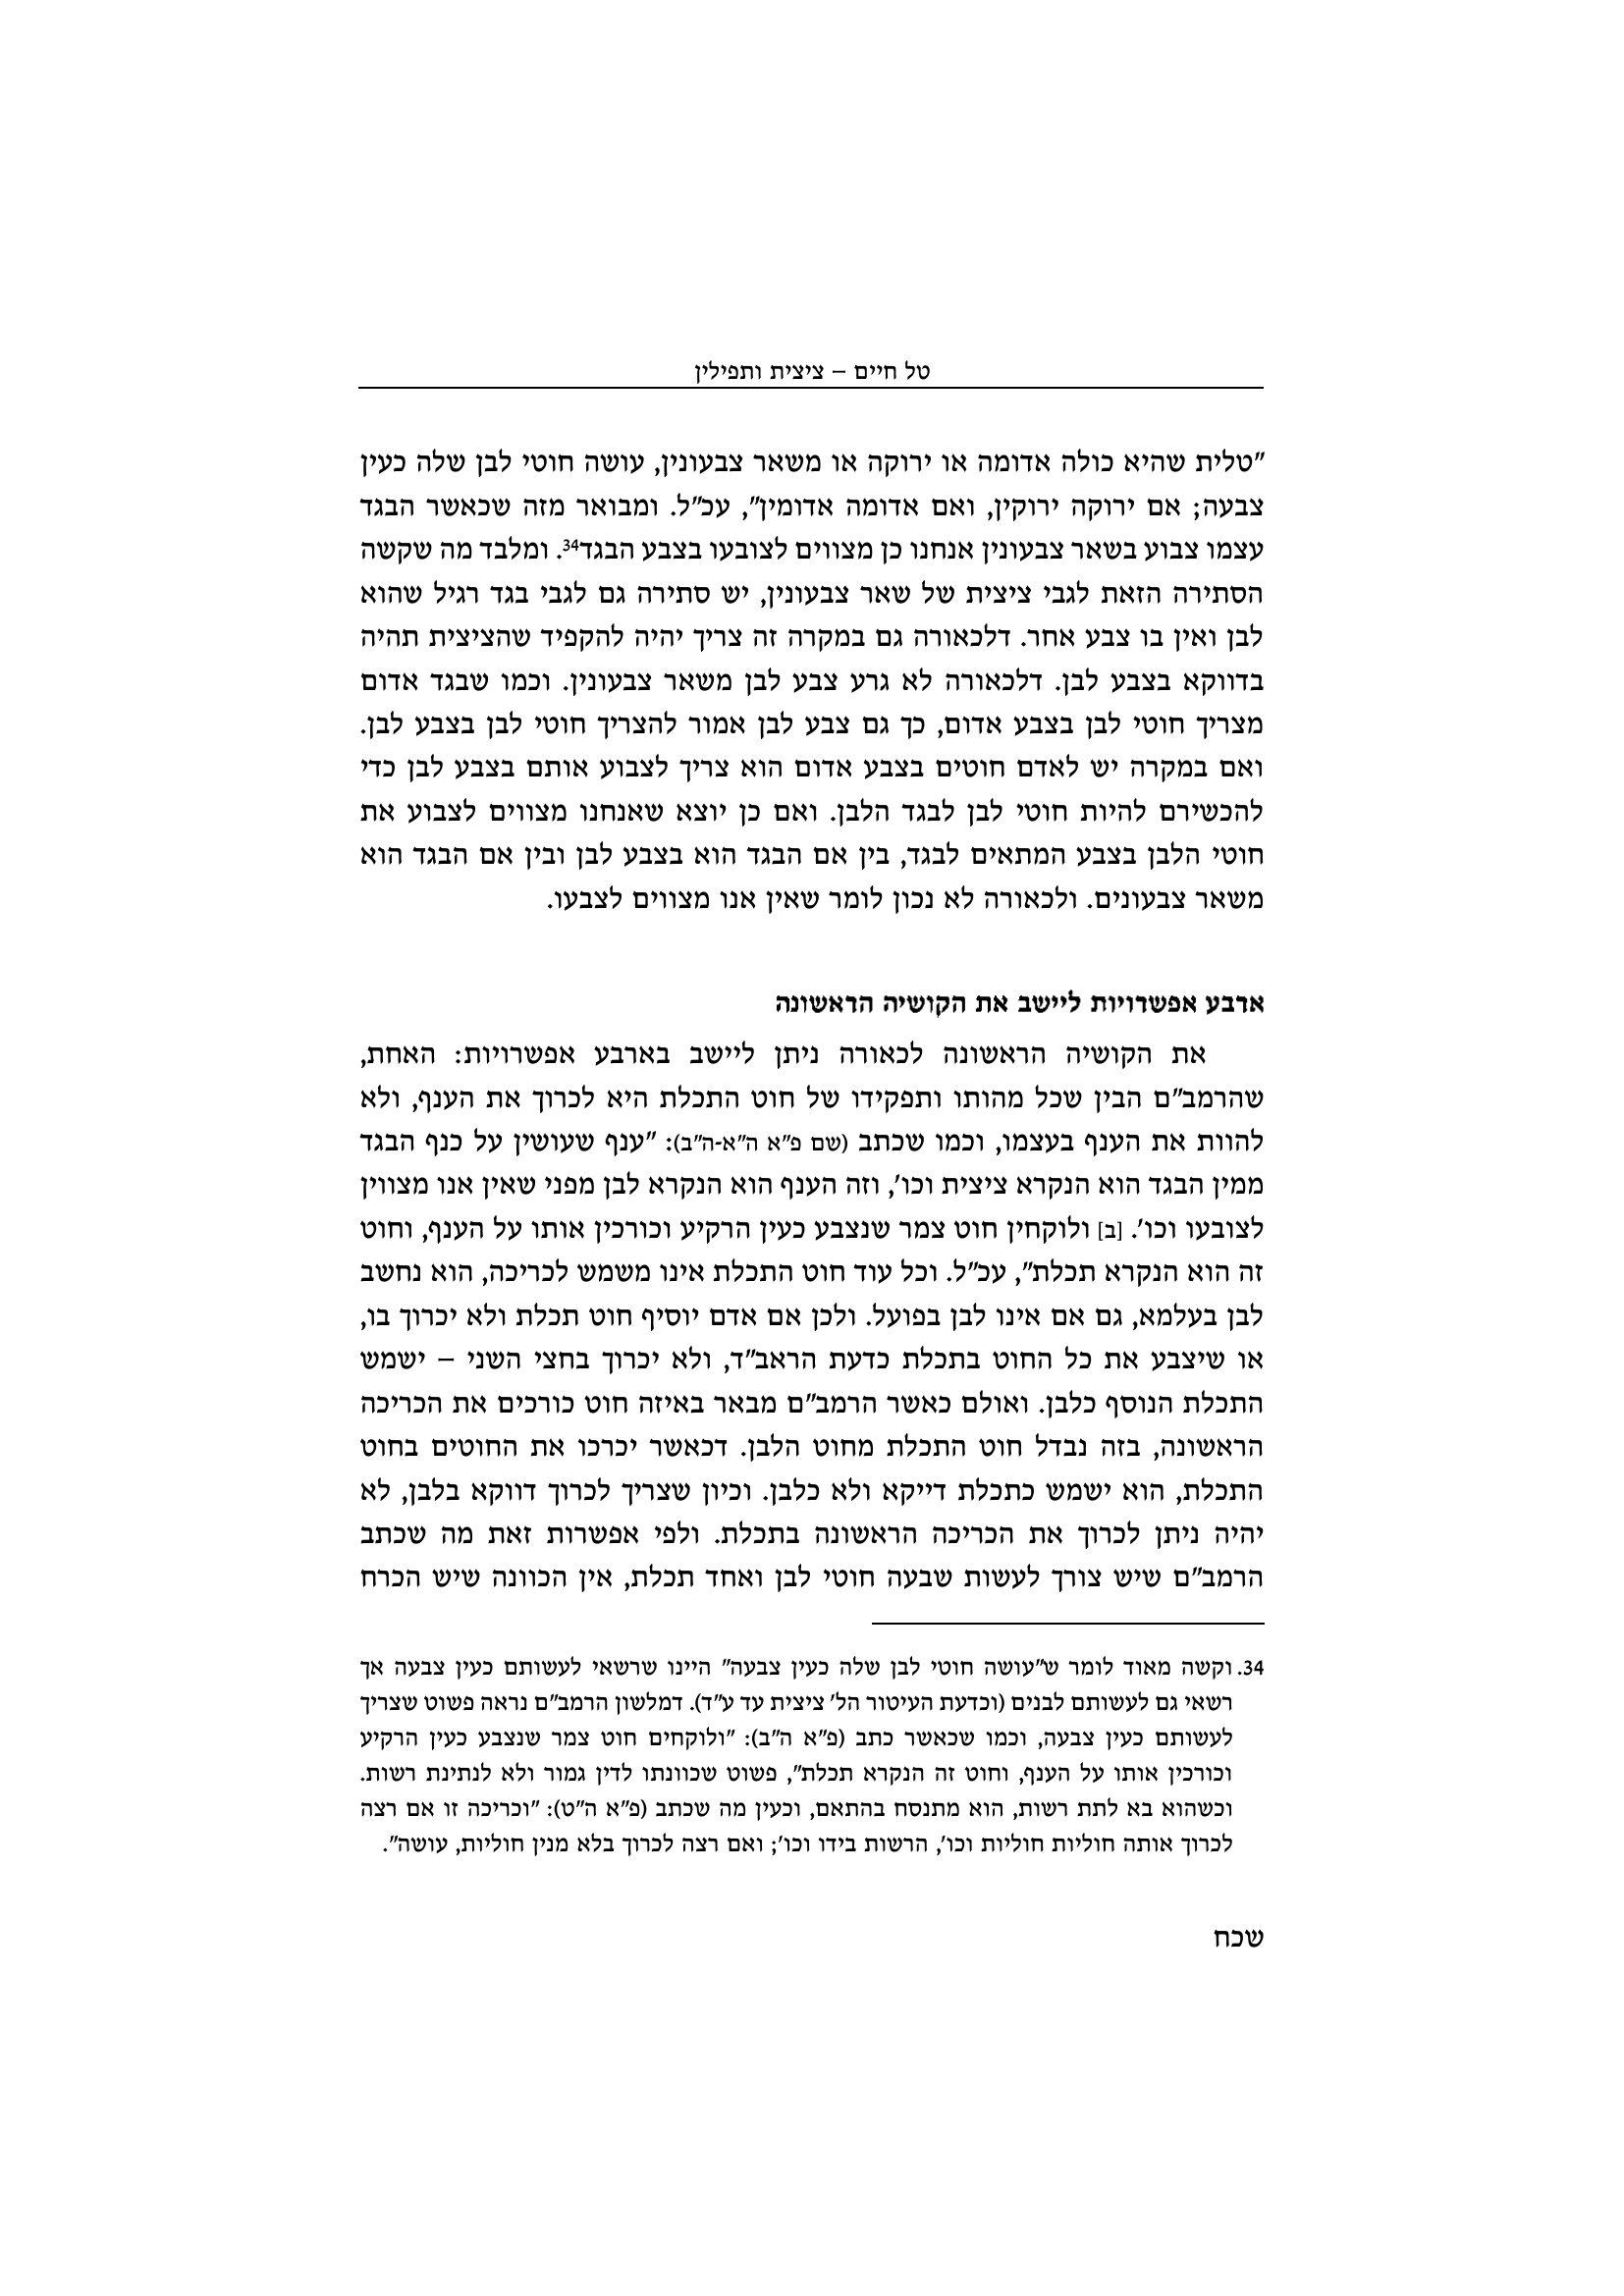 טל חיים – ציצית ותפילין
"טלית שהיא כולה אדומה או ירוקה או משאר צבעונין, עושה חוטי לבן שלה כעין
צבעה; אם ירוקה ירוקין, ואם אדומה אדומין", עכ"ל. ומבואר מזה שכאשר הבגד
עצמו צבוע בשאר צבעונין אנחנו כן מצווים לצובעו בצבע הבגד34. ומלבד מה שקשה
הסתירה הזאת לגבי ציצית של שאר צבעונין, יש סתירה גם לגבי בגד רגיל שהוא
לבן ואין בו צבע אחר. דלכאורה גם במקרה זה צריך יהיה להקפיד שהציצית תהיה
בדווקא בצבע לבן. דלכאורה לא גרע צבע לבן משאר צבעונין. וכמו שבגד אדום
מצריך חוטי לבן בצבע אדום, כך גם צבע לבן אמור להצריך חוטי לבן בצבע לבן.
ואם במקרה יש לאדם חוטים בצבע אדום הוא צריך לצבוע אותם בצבע לבן כדי
להכשירם להיות חוטי לבן לבגד הלבן. ואם כן יוצא שאנחנו מצווים לצבוע את
חוטי הלבן בצבע המתאים לבגד, בין אם הבגד הוא בצבע לבן ובין אם הבגד הוא
משאר צבעונים. ולכאורה לא נכון לומר שאין אנו מצווים לצבעו.
ארבע אפשרויות ליישב את הקושיה הראשונה
את הקושיה הראשונה לכאורה ניתן ליישב בארבע אפשרויות: האחת,
שהרמב"ם הבין שכל מהותו ותפקידו של חוט התכלת היא לכרוך את הענף, ולא
להוות את הענף בעצמו, וכמו שכתב (שם פ"א ה"א-ה"ב): "ענף שעושין על כנף הבגד
ממין הבגד הוא הנקרא ציצית וכו', וזה הענף הוא הנקרא לבן מפני שאין אנו מצווין
לצובעו וכו'. [ב] ולוקחין חוט צמר שנצבע כעין הרקיע וכורכין אותו על הענף, וחוט
זה הוא הנקרא תכלת", עכ"ל. וכל עוד חוט התכלת אינו משמש לכריכה, הוא נחשב
לבן בעלמא, גם אם אינו לבן בפועל. ולכן אם אדם יוסיף חוט תכלת ולא יכרוך בו,
או שיצבע את כל החוט בתכלת כדעת הראב"ד, ולא יכרוך בחצי השני – ישמש
התכלת הנוסף כלבן. ואולם כאשר הרמב"ם מבאר באיזה חוט כורכים את הכריכה
הראשונה, בזה נבדל חוט התכלת מחוט הלבן. דכאשר יכרכו את החוטים בחוט
התכלת, הוא ישמש כתכלת דייקא ולא כלבן. וכיון שצריך לכרוך דווקא בלבן, לא
יהיה ניתן לכרוך את הכריכה הראשונה בתכלת. ולפי אפשרות זאת מה שכתב
הרמב"ם שיש צורך לעשות שבעה חוטי לבן ואחד תכלת, אין הכוונה שיש הכרח
34. וקשה מאוד לומר ש"עושה חוטי לבן שלה כעין צבעה" היינו שרשאי לעשותם כעין צבעה אך
רשאי גם לעשותם לבנים (וכדעת העיטור הל' ציצית עד ע"ד). דמלשון הרמב"ם נראה פשוט שצריך
לעשותם כעין צבעה, וכמו שכאשר כתב (פ"א ה"ב): "ולוקחים חוט צמר שנצבע כעין הרקיע
וכורכין אותו על הענף, וחוט זה הנקרא תכלת", פשוט שכוונתו לדין גמור ולא לנתינת רשות.
וכשהוא בא לתת רשות, הוא מתנסח בהתאם, וכעין מה שכתב (פ"א ה"ט): "וכריכה זו אם רצה
לכרוך אותה חוליות חוליות וכו', הרשות בידו וכו'; ואם רצה לכרוך בלא מנין חוליות, עושה".
שכח